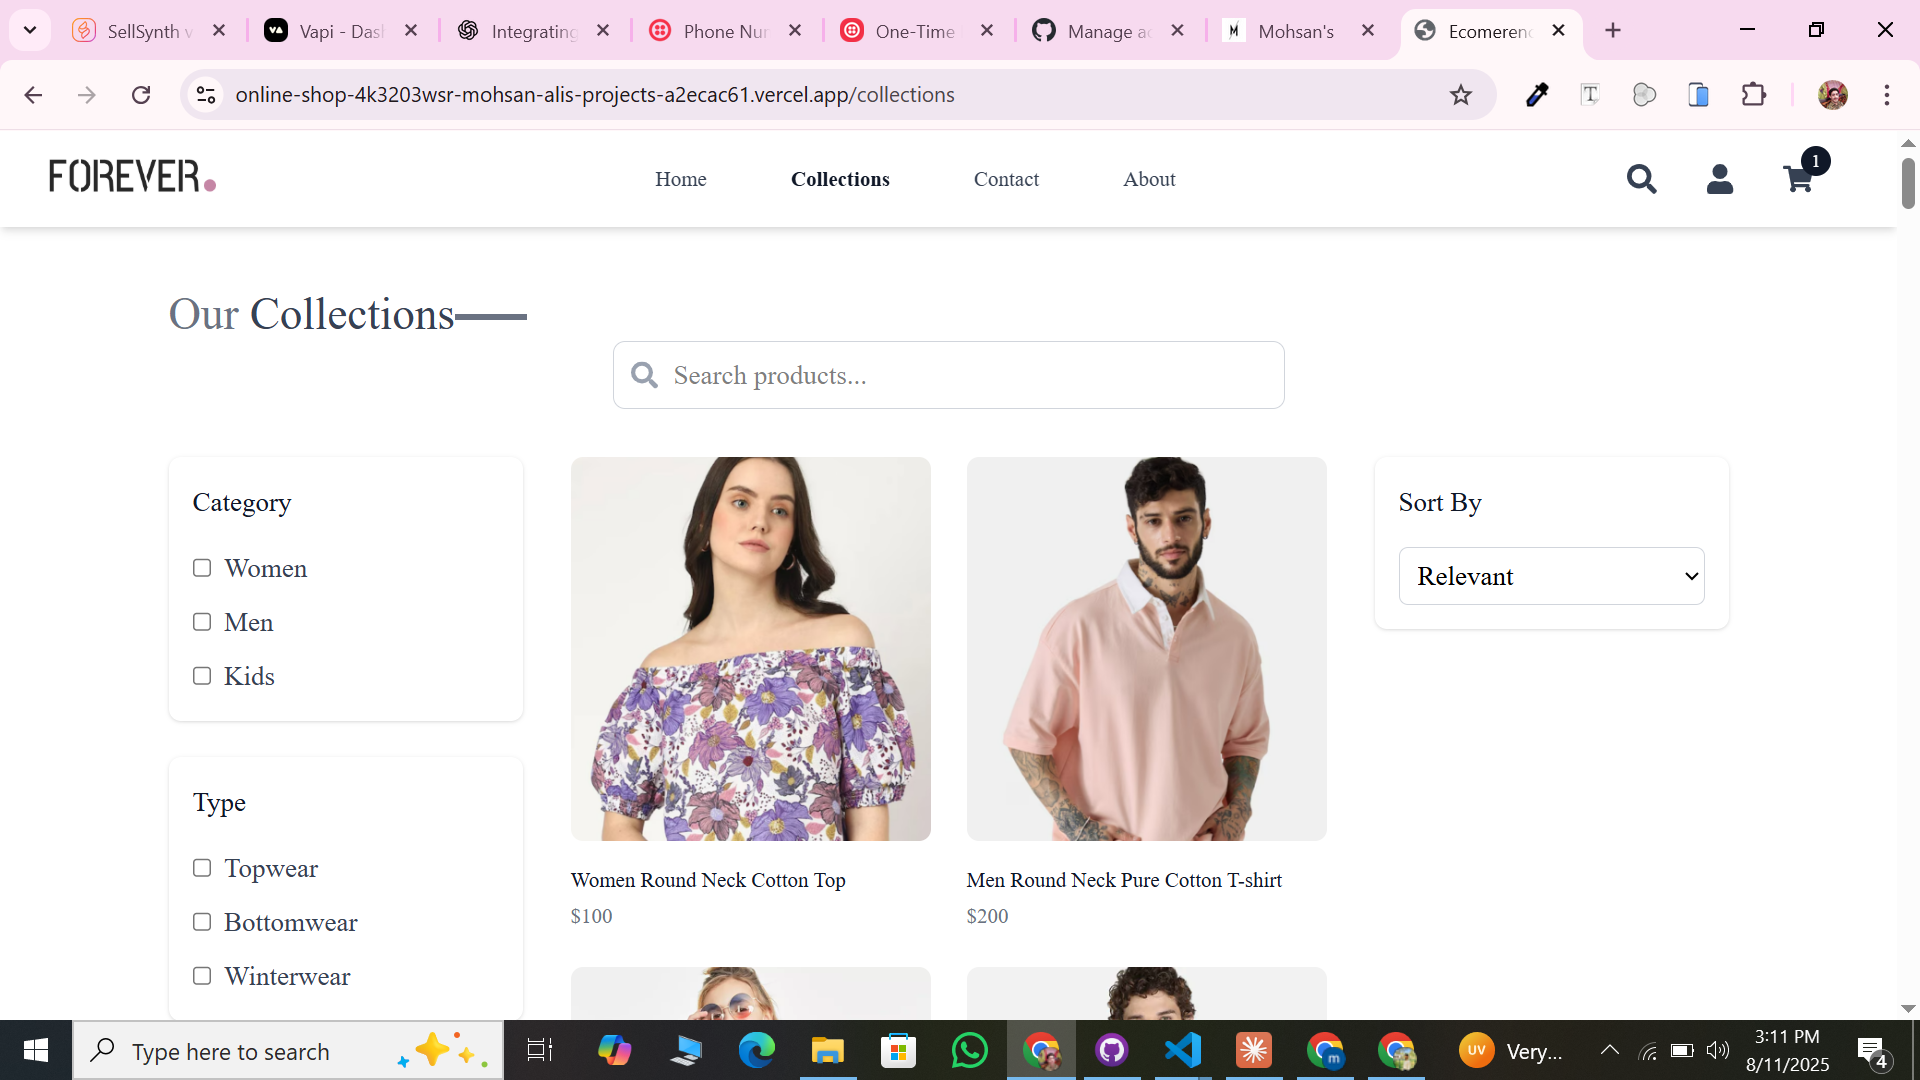 SellSynth v
Vapi - Das
Integrating
Phone Nur
One-Time
Manage ac
Mohsan's
Ecomerenc
online-shop-4k3203wsr-mohsan-alis-projects-a2ecac61.vercel.app/collections
FOREVER.
Home
Collections
Contact
About
1
Our Collections
Search products...
Category
Women
Men
Kids
Type
Topwear
Bottomwear
Winterwear
Women Round Neck Cotton Top
$100
Men Round Neck Pure Cotton T-shirt
$200
Sort By
Relevant
Type here to search
UV
Very...
3:11 PM
8/11/2025
4